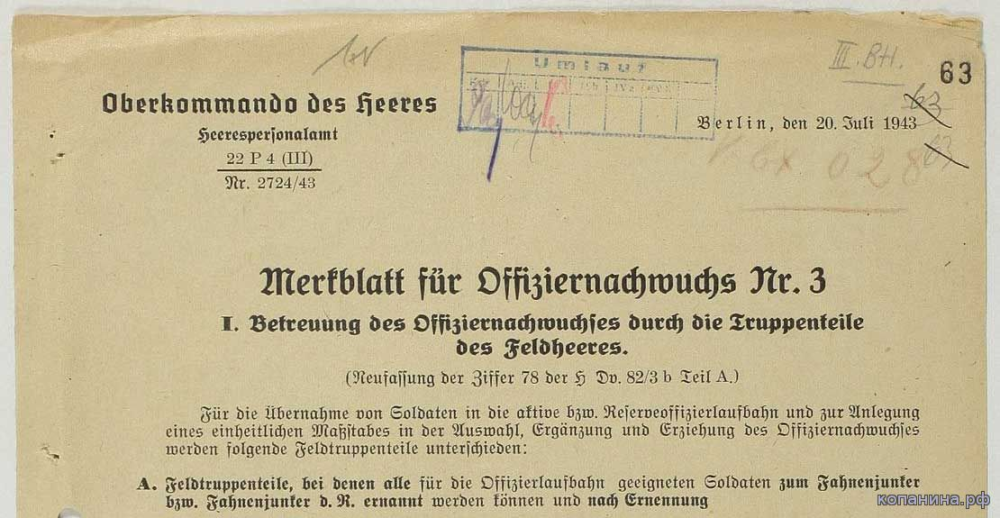 III. BH.
63
Umlauf
Oberkommando des Heeres
Heerespersonalamt
22 P 4 (III)
Nr. 2724/43
63
Berlin, den 20. Juli 1943
63
028
Merkblatt für Offiziernachwuchs Nr. 3
I. Betreuung des Offiziernachwuchses durch die Truppenteile
des Feldheeres.
(Neufassung der Ziffer 78 der H Dv. 82/3 b Teil A.)
Für die Übernahme von Soldaten in die aktive bzw. Reserveoffizierlaufbahn und zur Anlegung
eines einheitlichen Maßstabes in der Auswahl, Ergänzung und Erziehung des Offiziernachwuchses
werden folgende Feldtruppenteile unterschieden:
A. Feldtruppenteile, bei denen alle für die Offizierlaufbahn geeigneten Soldaten zum Fahnenjunker
bzw. Fahnenjunker d. R. ernannt werden können und nach Ernennung
копанина.рф